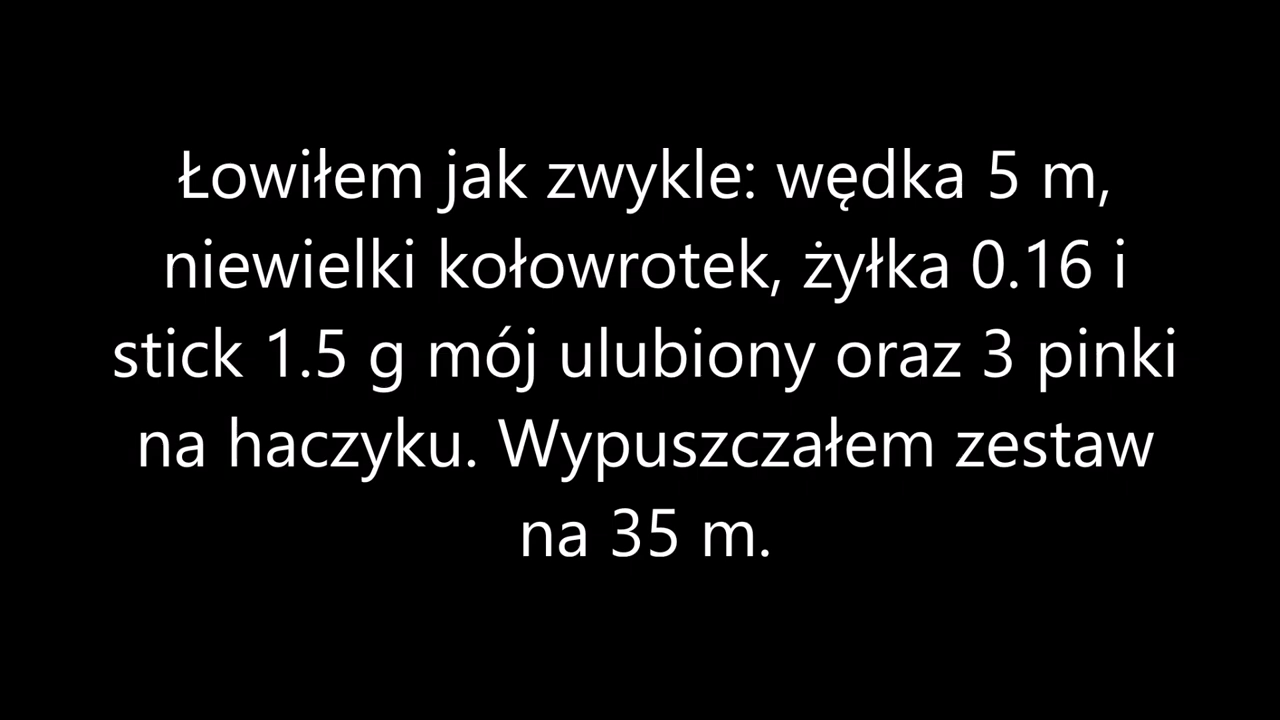 Łowiłem jak zwykle: wędka 5 m,
niewielki kołowrotek, żyłka 0.16 i
stick 1.5 g mój ulubiony oraz 3 pinki
na haczyku. Wypuszczałem zestaw
na 35 m.